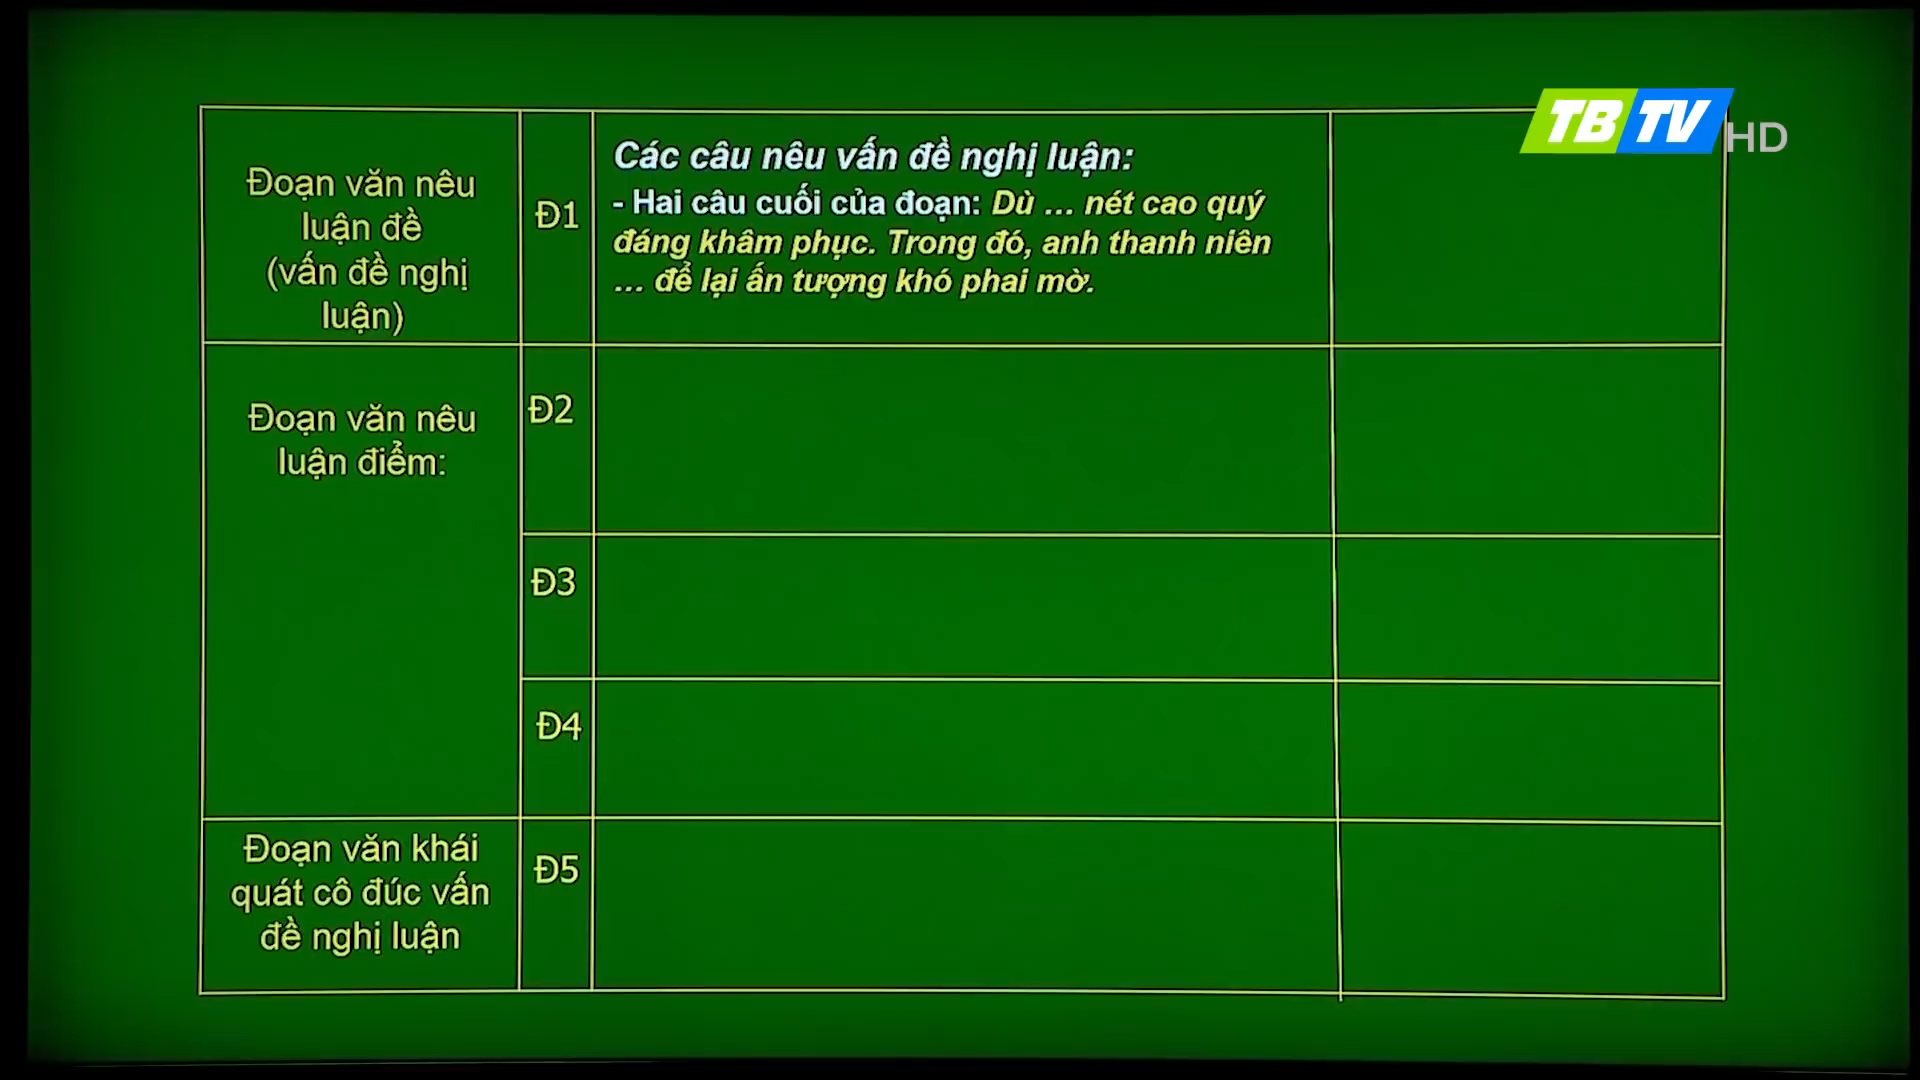 TBTV HD
Đoạn văn nêu
luận đề
(vấn đề nghị
luận)
Đ1
Các câu nêu vấn đề nghị luận:
- Hai câu cuối của đoạn: Dù ... nét cao quý
đáng khâm phục. Trong đó, anh thanh niên
... để lại ấn tượng khó phai mờ.
Đoạn văn nêu
luận điểm:
Đ2
Đ3
Đ4
Đoạn văn khái
quát cô đúc vấn
đề nghị luận
Đ5